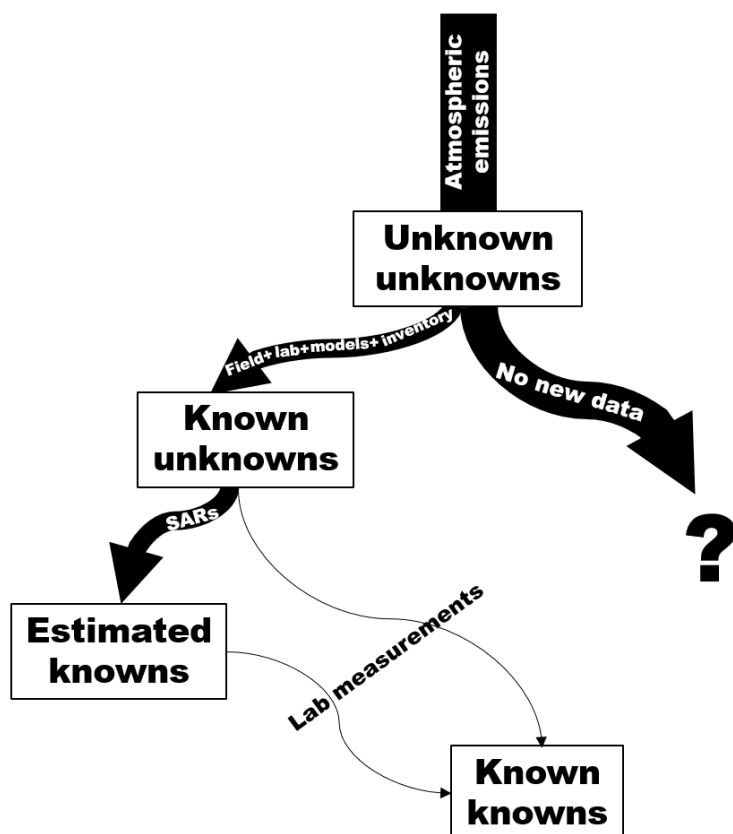 Atmospheric
emissions
Unknown
unknowns
Field+ lab+models+ inventory
No new data
Known
unknowns
SARs
?
Estimated
knowns
Lab measurements
Known
knowns